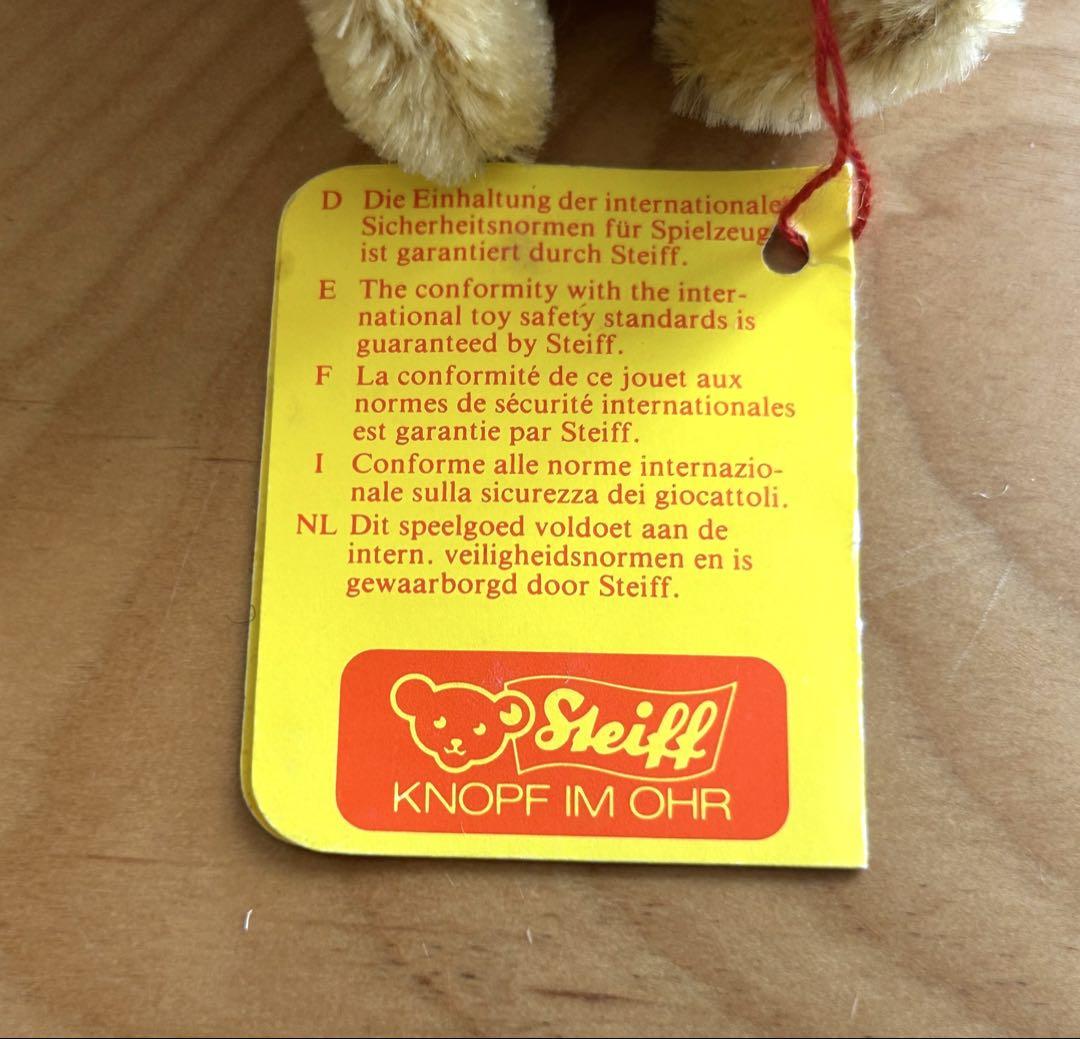 D Die Einhaltung der internationale
Sicherheitsnormen für Spielzeug
ist garantiert durch Steiff.
E The conformity with the inter-
national toy safety standards is
guaranteed by Steiff.
F La conformité de ce jouet aux
normes de sécurité internationales
est garantie par Steiff.
I Conforme alle norme internazio-
nale sulla sicurezza dei giocattoli.
NL Dit speelgoed voldoet aan de
intern. veiligheidsnormen en is
gewaarborgd door Steiff.
Steiff
KNOPF IM OHR